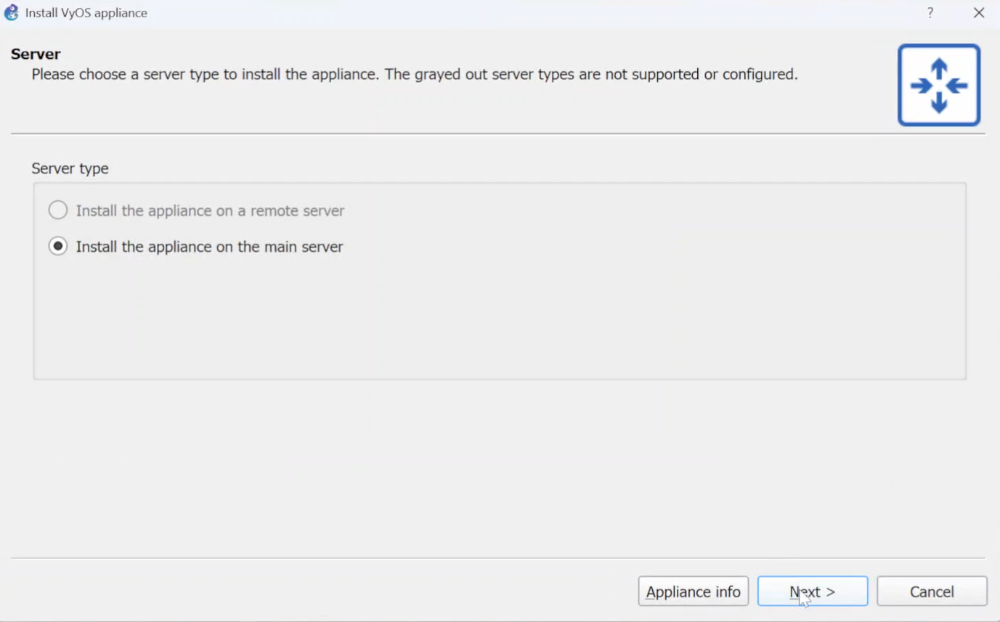 Install VyOS appliance
?
Server
Please choose a server type to install the appliance. The grayed out server types are not supported or configured.
Server type
Install the appliance on a remote server
Install the appliance on the main server
Appliance info
Next >
Cancel